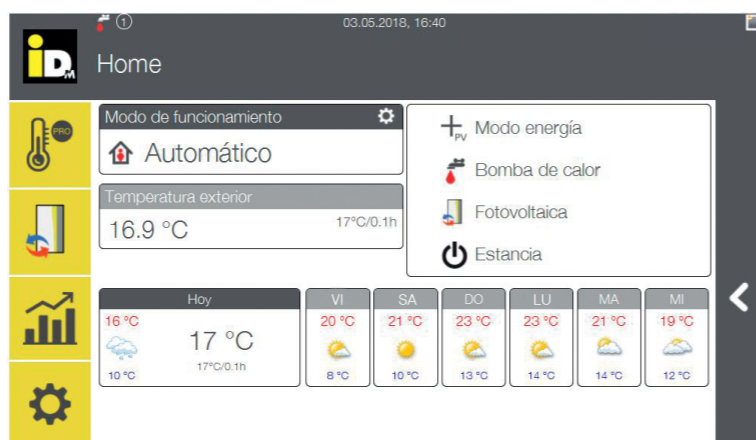 ① 03.05.2018, 16:40
iDM Home
Modo de funcionamiento
Automático
Temperatura exterior
16.9 °C 17°C/0.1h
PV Modo energía
Bomba de calor
Fotovoltaica
Estancia
PRO
Hoy
16 °C
17 °C
17°C/0.1h
10 °C
VI
20 °C
8 °C
SA
21 °C
10 °C
DO
23 °C
13 °C
LU
23 °C
14 °C
MA
21 °C
14 °C
MI
19 °C
12 °C